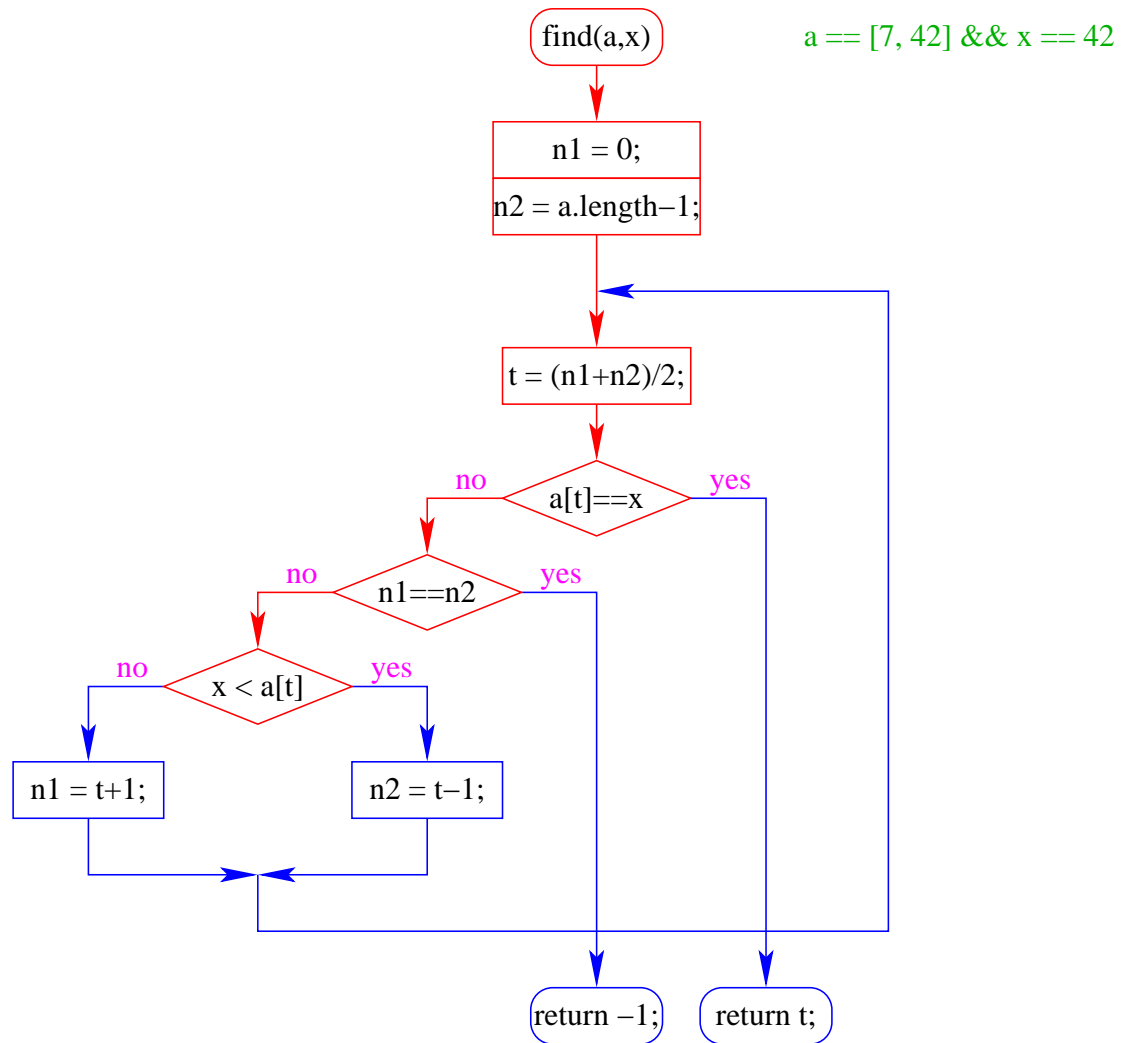 find(a,x)
a == [7, 42] && x == 42
n1 = 0;
n2 = a.length−1;
t = (n1+n2)/2;
no
yes
a[t]==x
no
yes
n1==n2
no
yes
x < a[t]
n1 = t+1;
n2 = t−1;
return −1;
return t;